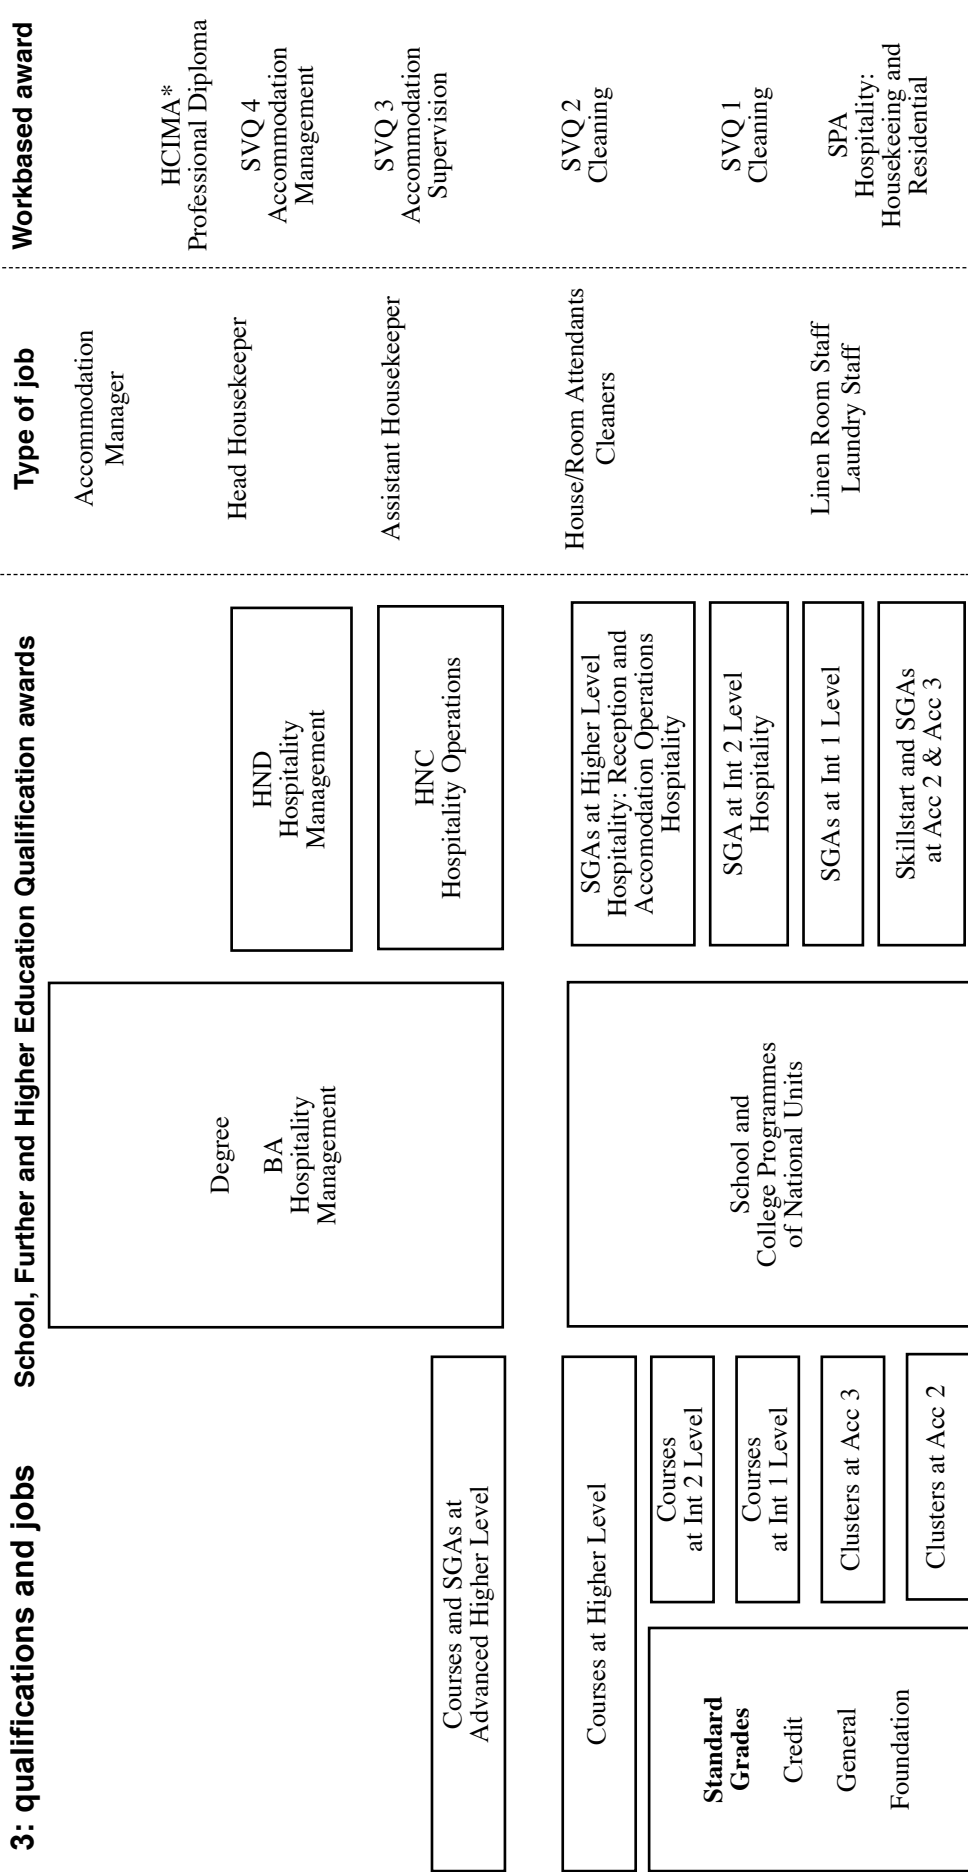 3: qualifications and jobs
School, Further and Higher Education Qualification awards
Type of job
Workbased award
Courses and SGAs at
Advanced Higher Level
Courses at Higher Level
Standard
Grades
Credit
General
Foundation
Courses
at Int 2 Level
Courses
at Int 1 Level
Clusters at Acc 3
Clusters at Acc 2
Degree
BA
Hospitality
Management
School and
College Programmes
of National Units
HND
Hospitality
Management
HNC
Hospitality Operations
SGAs at Higher Level
Hospitality: Reception and
Accomodation Operations
Hospitality
SGA at Int 2 Level
Hospitality
SGAs at Int 1 Level
Skillstart and SGAs
at Acc 2 & Acc 3
Accommodation
Manager
Head Housekeeper
Assistant Housekeeper
House/Room Attendants
Cleaners
Linen Room Staff
Laundry Staff
HCIMA*
Professional Diploma
SVQ 4
Accommodation
Management
SVQ 3
Accommodation
Supervision
SVQ 2
Cleaning
SVQ 1
Cleaning
SPA
Hospitality:
Housekeeing and
Residential